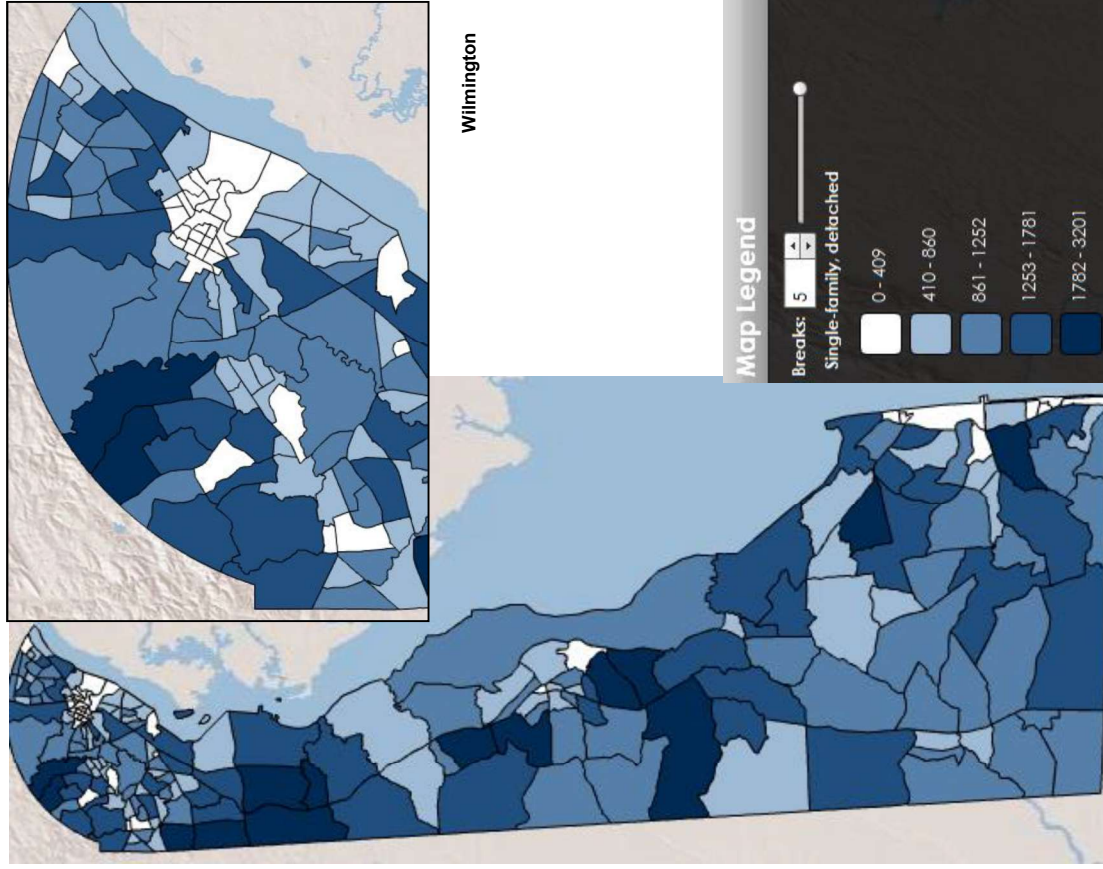 Wilmington
Map Legend
Breaks: 5
Single-family, detached
0 - 409
410 - 860
861 - 1252
1253 - 1781
1782 - 3201